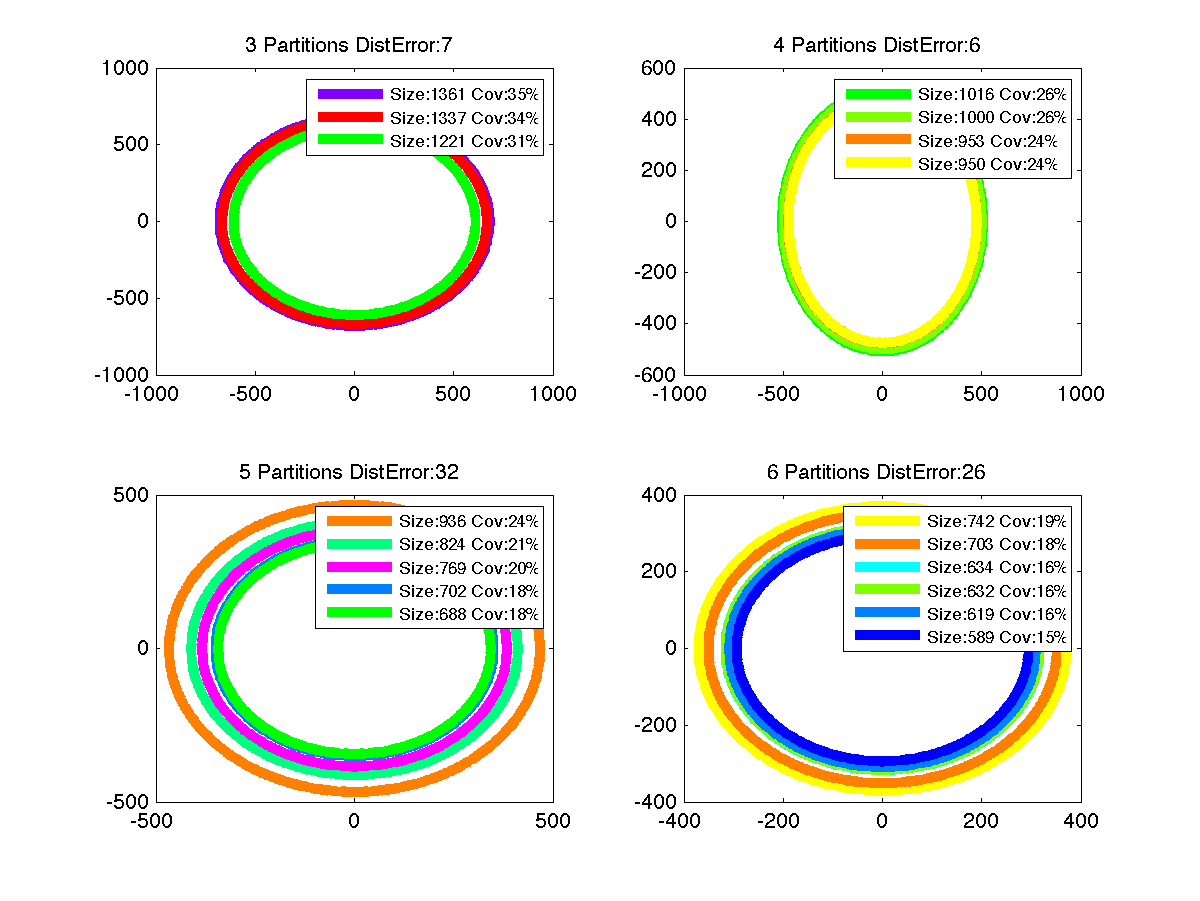 3 Partitions DistError:7
1000
500
0
-500
-1000
-1000 -500 0 500 1000
Size:1361 Cov:35%
Size:1337 Cov:34%
Size:1221 Cov:31%
4 Partitions DistError:6
600
400
200
0
-200
-400
-600
-1000 -500 0 500 1000
Size:1016 Cov:26%
Size:1000 Cov:26%
Size:953 Cov:24%
Size:950 Cov:24%
5 Partitions DistError:32
500
0
-500
-500 0 500
Size:936 Cov:24%
Size:824 Cov:21%
Size:769 Cov:20%
Size:702 Cov:18%
Size:688 Cov:18%
6 Partitions DistError:26
400
200
0
-200
-400
-400 -200 0 200 400
Size:742 Cov:19%
Size:703 Cov:18%
Size:634 Cov:16%
Size:632 Cov:16%
Size:619 Cov:16%
Size:589 Cov:15%